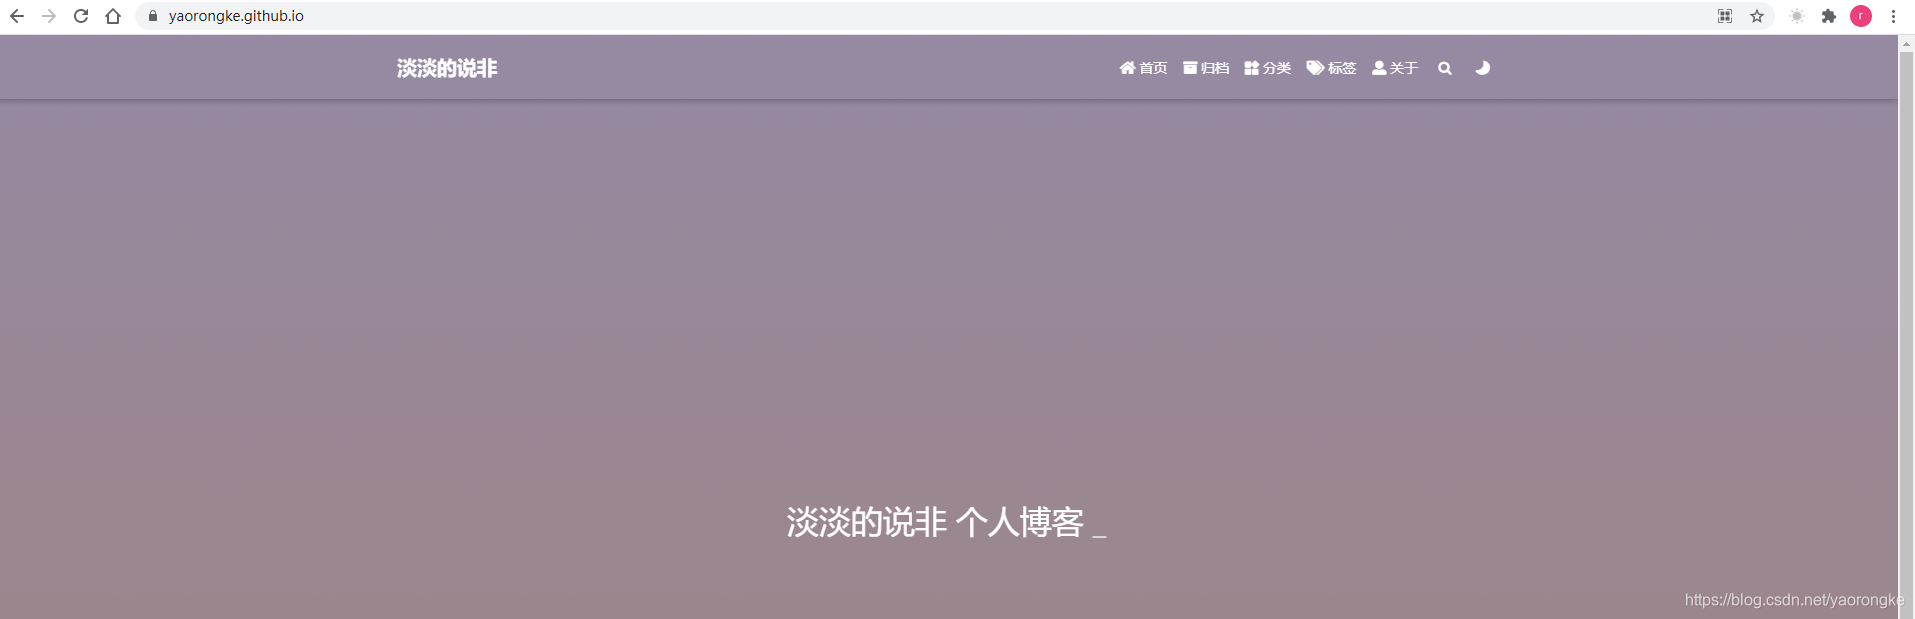 yaorongke.github.io
r
淡淡的说非
首页 归档 分类 标签 关于
淡淡的说非 个人博客 _
https://blog.csdn.net/yaorongke